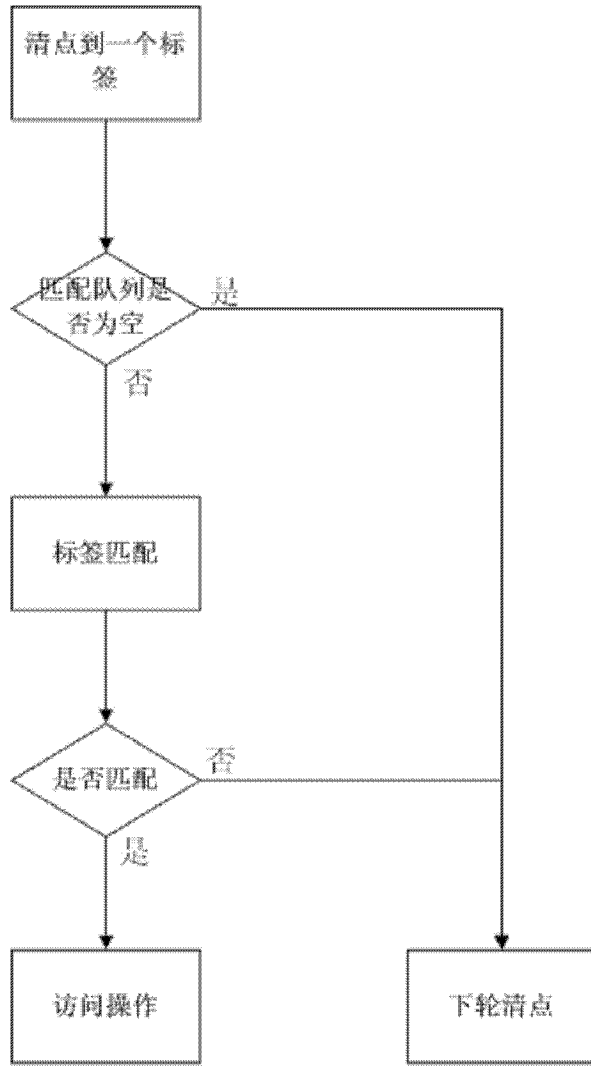 清点到一个标
签
匹配队列是
否为空
是
否
标签匹配
是否匹配
否
是
访问操作
下轮清点